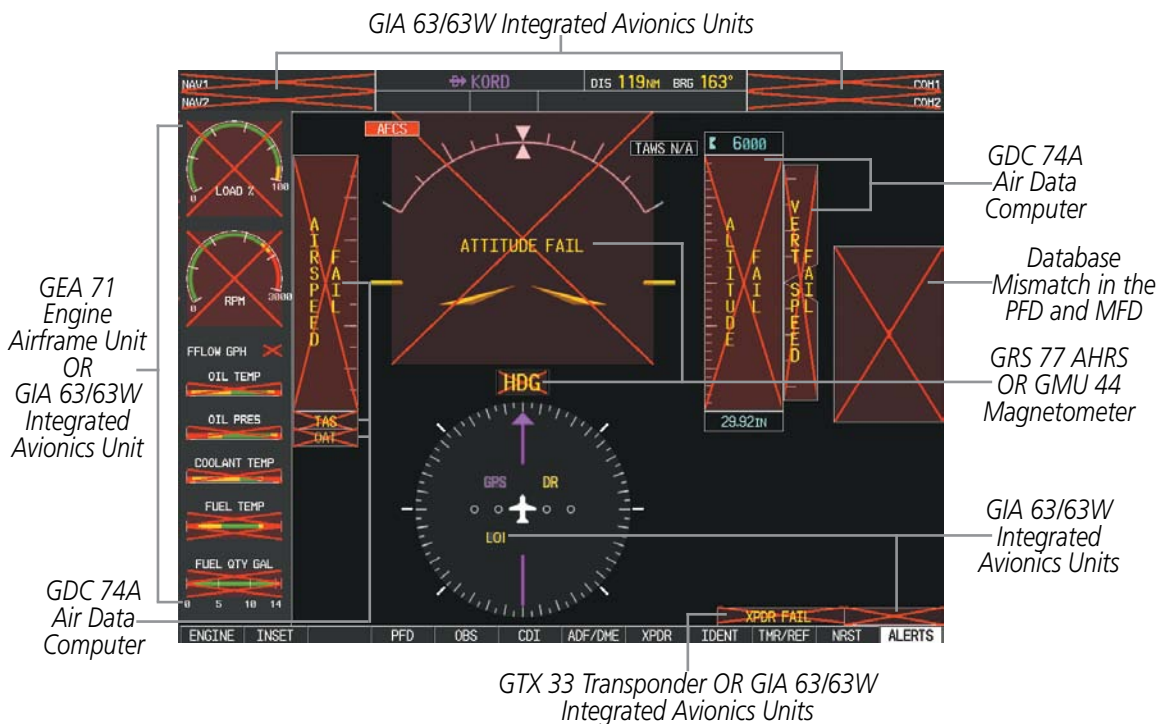 GIA 63/63W Integrated Avionics Units
NAV1
NAV2
KORD
DIS 119NM BRG 163°
COM1
COM2
AFCS
TAWS N/A
6000
LOAD %
0
100
RPM
0
3000
FFLOW GPH
OIL TEMP
OIL PRES
COOLANT TEMP
FUEL TEMP
FUEL QTY GAL
0 5 10 14
AIRSPEED FAIL
TAS
OAT
ATTITUDE FAIL
HDG
ALTITUDE FAIL
VERT SPEED FAIL
29.92IN
GPS
DR
LOI
XPDR FAIL
ENGINE INSET PFD OBS CDI ADF/DME XPDR IDENT TMR/REF NRST ALERTS
GEA 71
Engine
Airframe Unit
OR
GIA 63/63W
Integrated
Avionics Unit
GDC 74A
Air Data
Computer
GDC 74A
Air Data
Computer
Database
Mismatch in the
PFD and MFD
GRS 77 AHRS
OR GMU 44
Magnetometer
GIA 63/63W
Integrated
Avionics Units
GTX 33 Transponder OR GIA 63/63W
Integrated Avionics Units